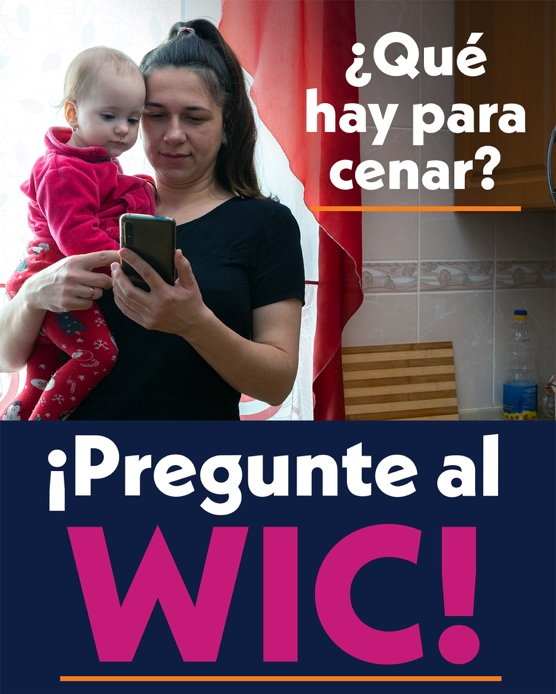 ¿Qué
hay para
cenar?
¡Pregunte al
WIC!